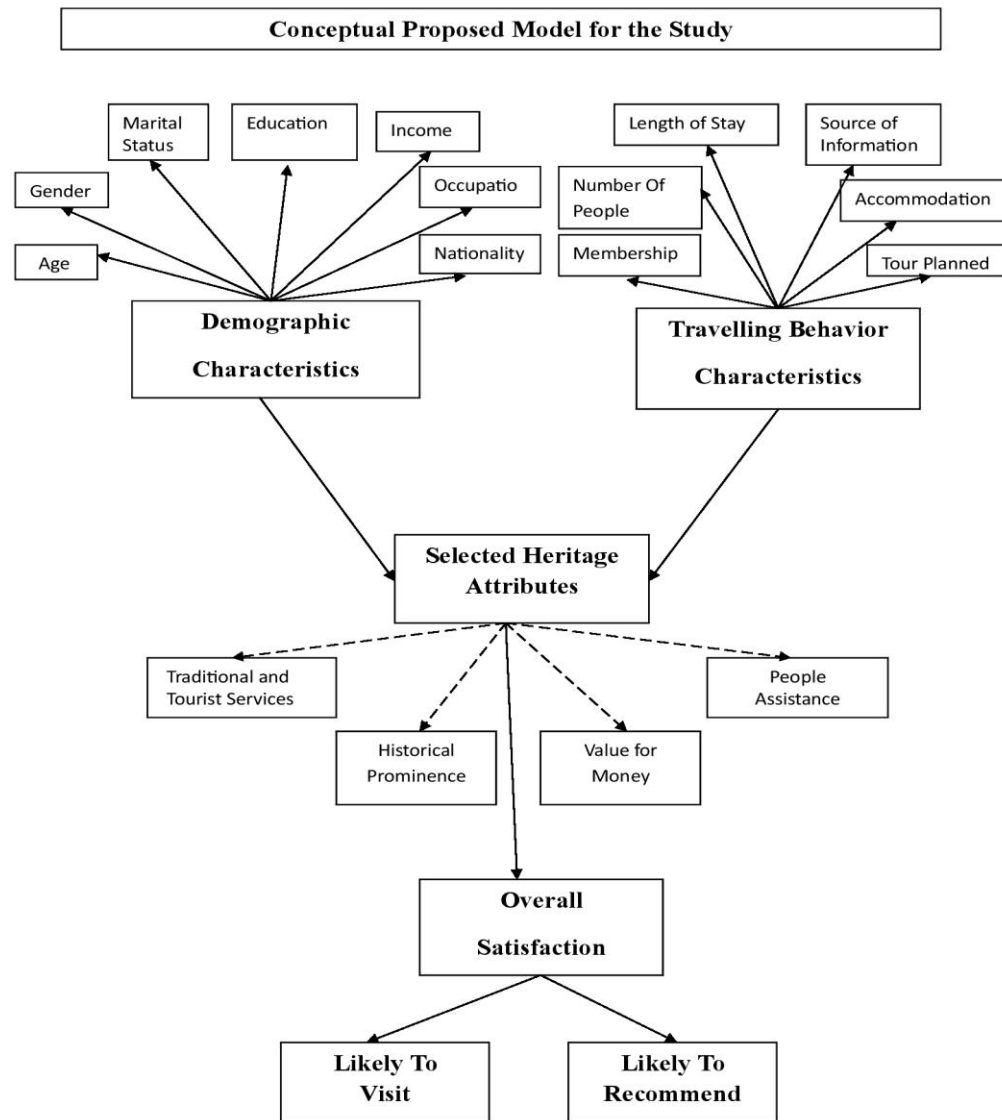 Conceptual Proposed Model for the Study
Marital
Status
Education
Income
Gender
Occupatio
Age
Nationality
Length of Stay
Source of
Information
Number Of
People
Accommodation
Membership
Tour Planned
Demographic
Characteristics
Travelling Behavior
Characteristics
Selected Heritage
Attributes
Traditional and
Tourist Services
People
Assistance
Historical
Prominence
Value for
Money
Overall
Satisfaction
Likely To
Visit
Likely To
Recommend